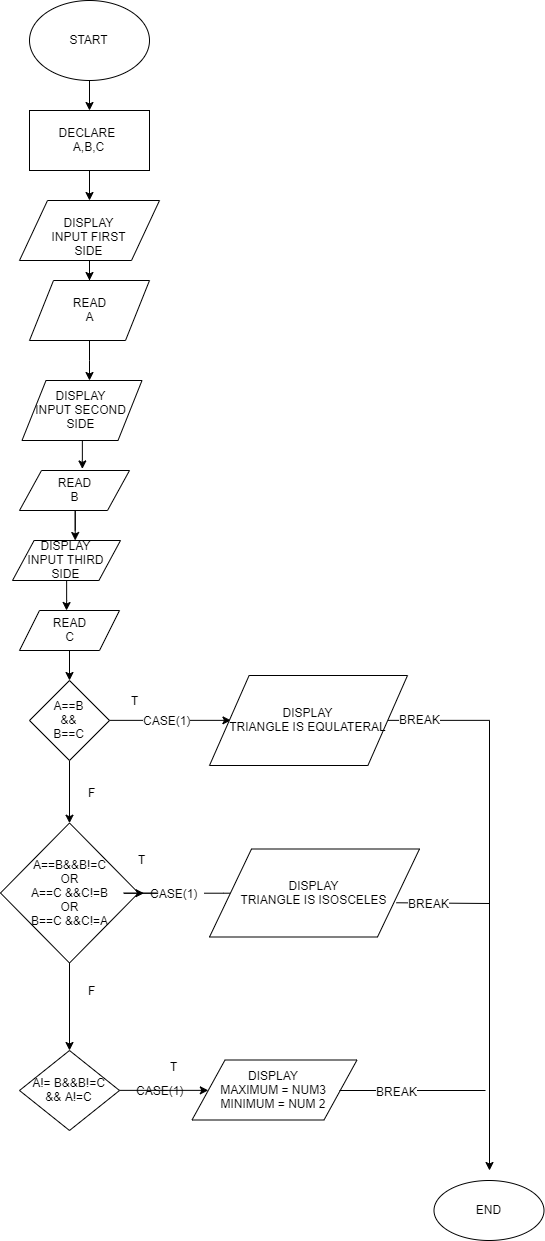 START
DECLARE
A,B,C
DISPLAY
INPUT FIRST
SIDE
READ
A
DISPLAY
INPUT SECOND
SIDE
READ
B
DISPLAY
INPUT THIRD
SIDE
READ
C
A==B
&&
B==C
T
CASE(1)
DISPLAY
TRIANGLE IS EQULATERAL
BREAK
F
A==B&&B!=C
OR
A==C &&C!=B
OR
B==C &&C!=A
T
CASE(1)
DISPLAY
TRIANGLE IS ISOSCELES
BREAK
F
A!= B&&B!=C
&& A!=C
T
CASE(1)
DISPLAY
MAXIMUM = NUM3
MINIMUM = NUM 2
BREAK
END